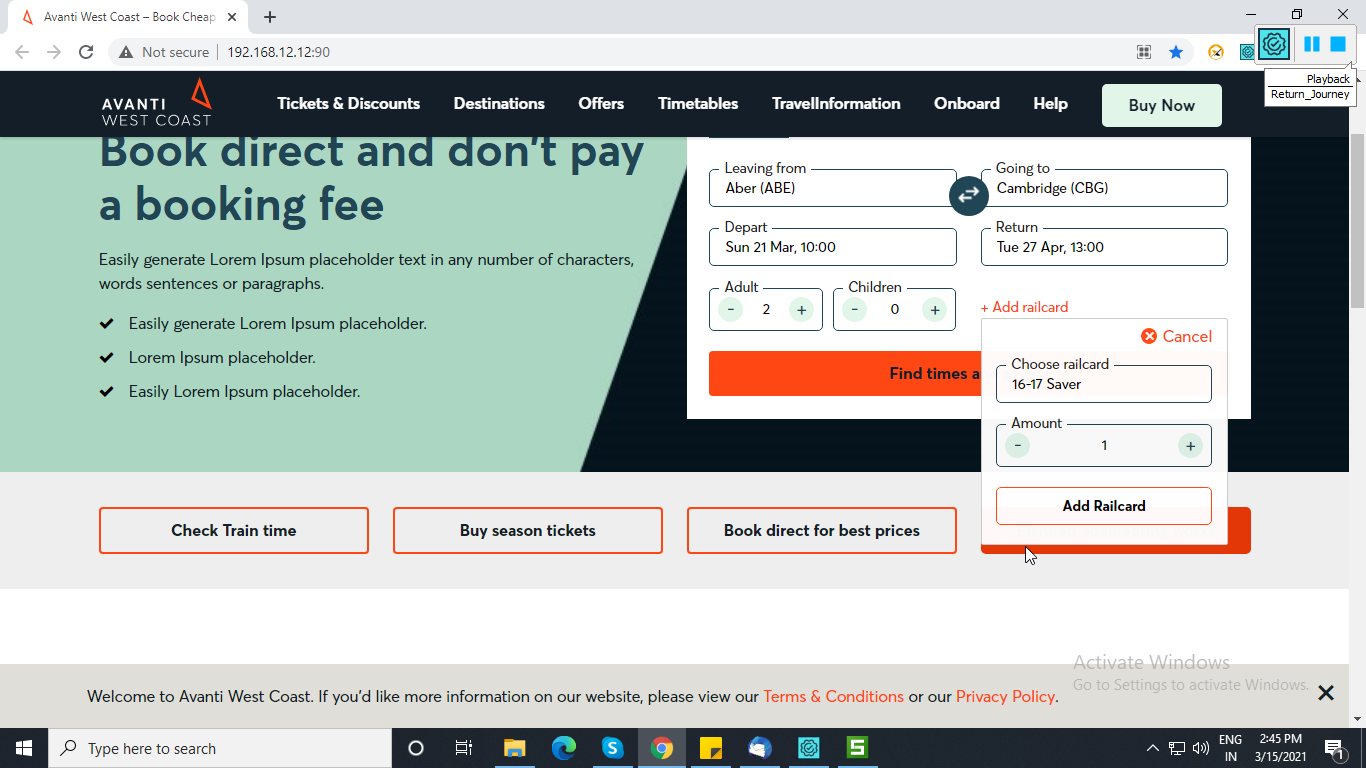 Avanti West Coast – Book Cheap
Not secure
192.168.12.12:90
Playback
Return_Journey
AVANTI
WEST COAST
Tickets & Discounts
Destinations
Offers
Timetables
TravelInformation
Onboard
Help
Buy Now
Book direct and don't pay
a booking fee
Easily generate Lorem Ipsum placeholder text in any number of characters,
words sentences or paragraphs.
Easily generate Lorem Ipsum placeholder.
Lorem Ipsum placeholder.
Easily Lorem Ipsum placeholder.
Leaving from
Aber (ABE)
Going to
Cambridge (CBG)
Depart
Sun 21 Mar, 10:00
Return
Tue 27 Apr, 13:00
Adult
- 2 +
Children
- 0 +
+ Add railcard
Find times a
Cancel
Choose railcard
16-17 Saver
Amount
- 1 +
Add Railcard
Check Train time
Buy season tickets
Book direct for best prices
Activate Windows
Go to Settings to activate Windows.
Welcome to Avanti West Coast. If you'd like more information on our website, please view our Terms & Conditions or our Privacy Policy.
Type here to search
ENG
IN
2:45 PM
3/15/2021
1